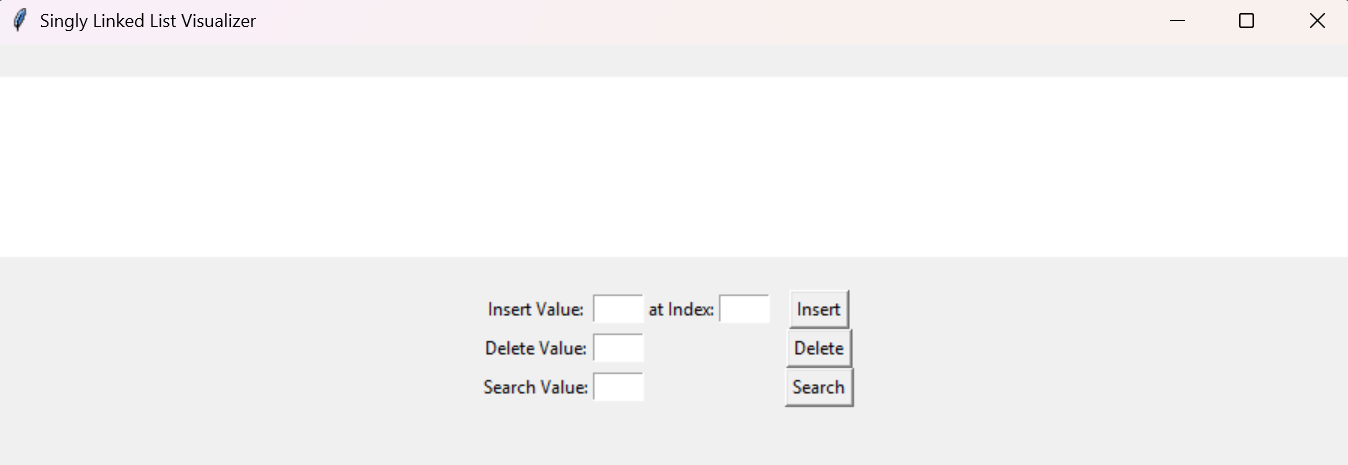 Singly Linked List Visualizer
Insert Value: at Index: Insert
Delete Value: Delete
Search Value: Search